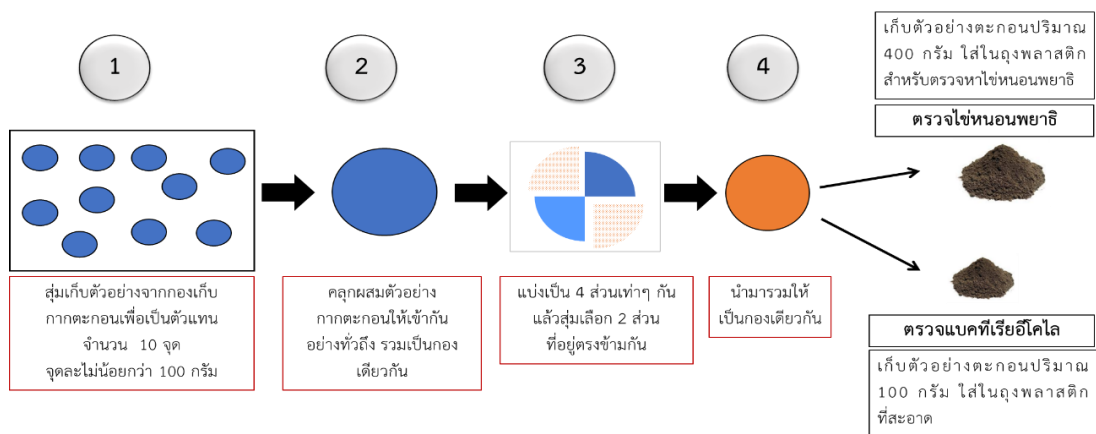 1
2
3
4
สุ่มเก็บตัวอย่างจากกองเก็บ
กากตะกอนเพื่อเป็นตัวแทน
จำนวน 10 จุด
จุดละไม่น้อยกว่า 100 กรัม
คลุกผสมตัวอย่าง
กากตะกอนให้เข้ากัน
อย่างทั่วถึง รวมเป็นกอง
เดียวกัน
แบ่งเป็น 4 ส่วนเท่าๆ กัน
แล้วสุ่มเลือก 2 ส่วน
ที่อยู่ตรงข้ามกัน
นำมารวมให้
เป็นกองเดียวกัน
เก็บตัวอย่างตะกอนปริมาณ
400 กรัม ใส่ในถุงพลาสติก
สำหรับตรวจหาไข่หนอนพยาธิ
ตรวจไข่หนอนพยาธิ
ตรวจแบคทีเรียอีโคไล
เก็บตัวอย่างตะกอนปริมาณ
100 กรัม ใส่ในถุงพลาสติก
ที่สะอาด